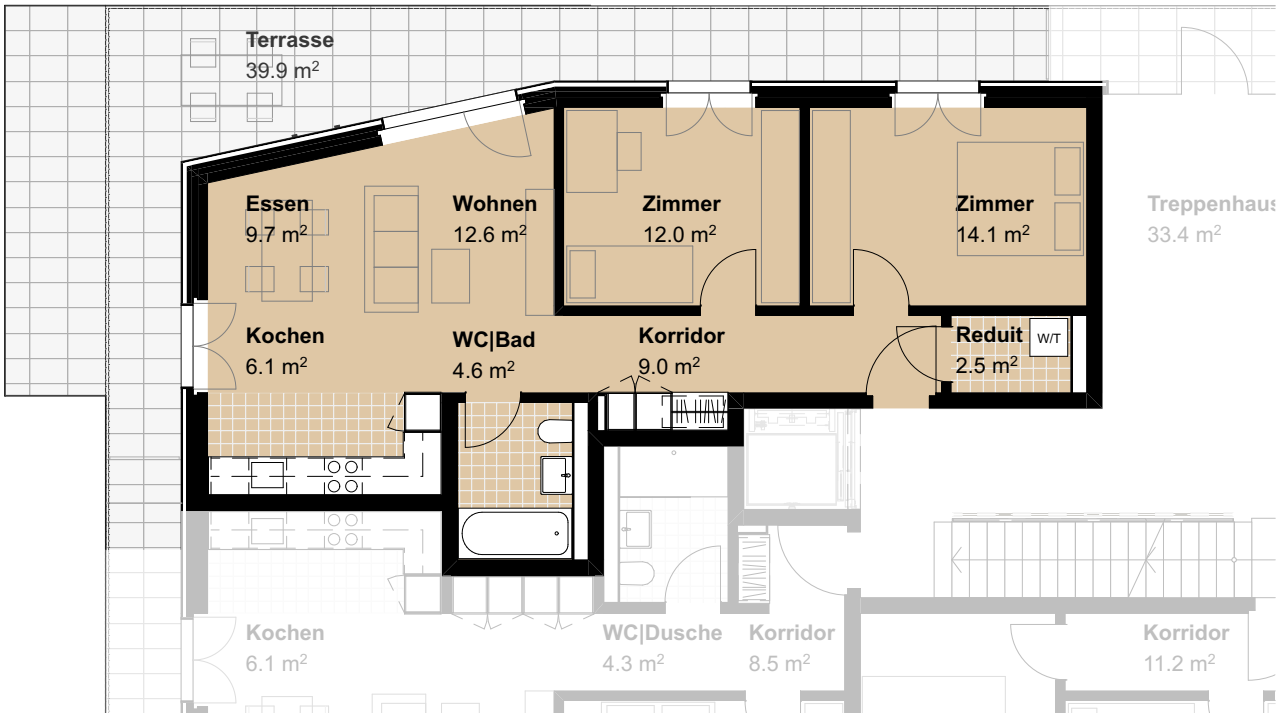 Terrasse
39.9 m²
Essen
9.7 m²
Wohnen
12.6 m²
Zimmer
12.0 m²
Zimmer
14.1 m²
Treppenhaus
33.4 m²
Kochen
6.1 m²
WC|Bad
4.6 m²
Korridor
9.0 m²
Reduit
2.5 m²
W/T
Kochen
6.1 m²
WC|Dusche
4.3 m²
Korridor
8.5 m²
Korridor
11.2 m²